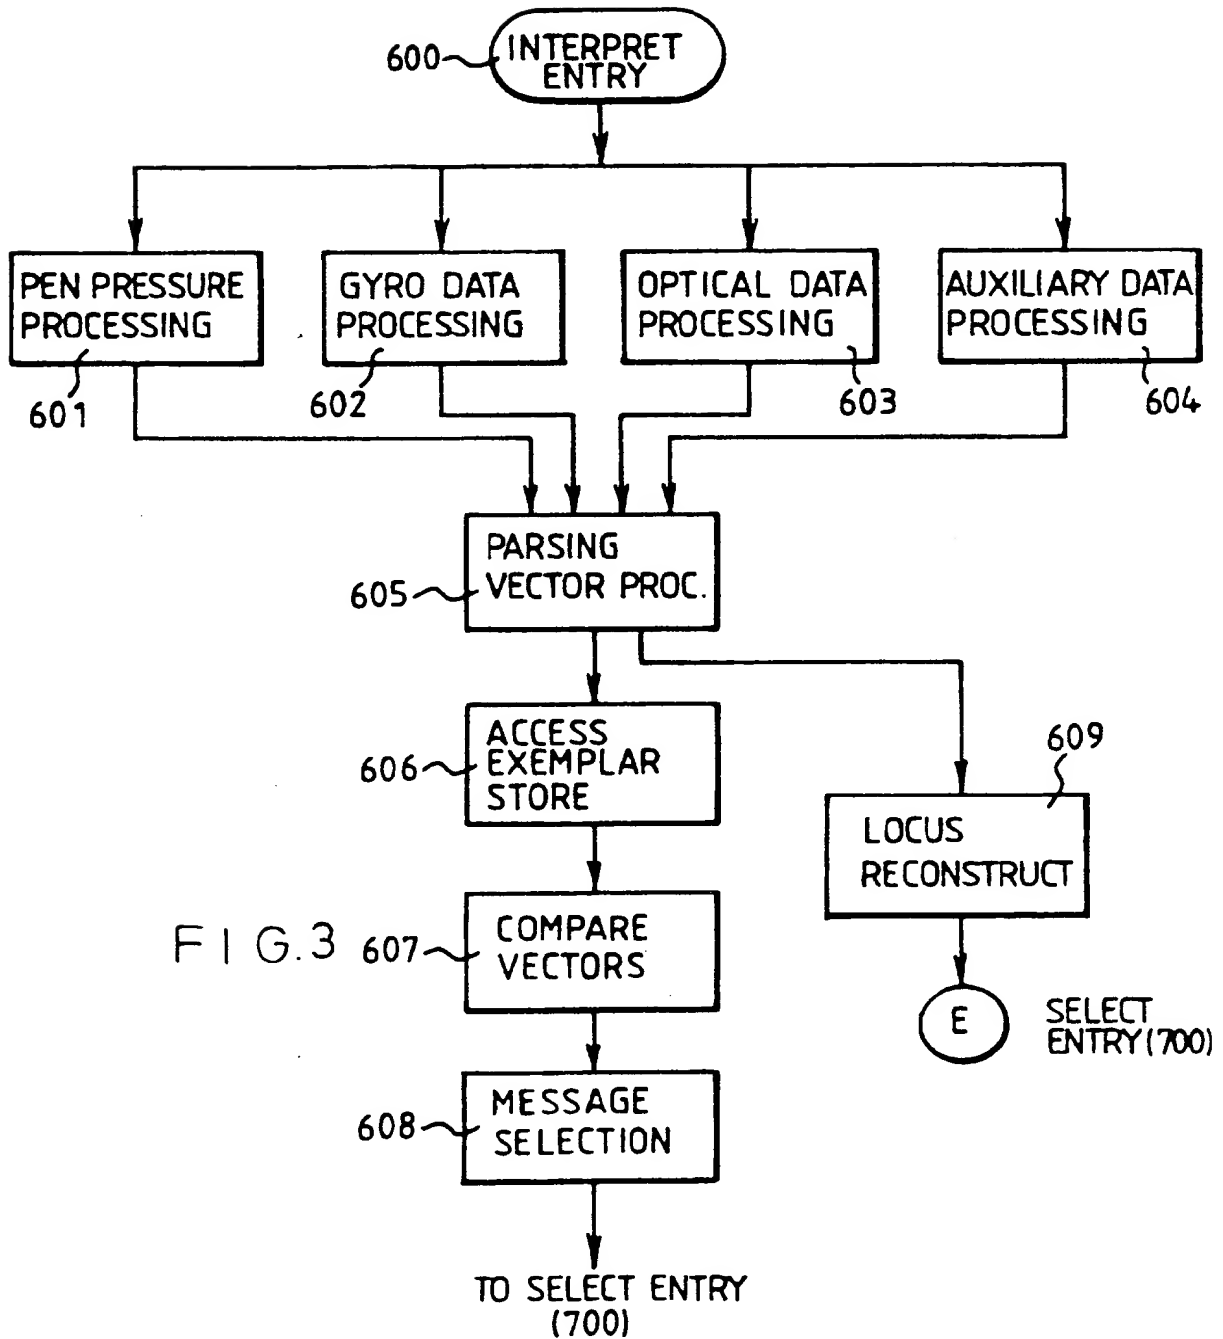 600
INTERPRET
ENTRY
PEN PRESSURE
PROCESSING
601
GYRO DATA
PROCESSING
602
OPTICAL DATA
PROCESSING
603
AUXILIARY DATA
PROCESSING
604
PARSING
VECTOR PROC.
605
ACCESS
EXEMPLAR
STORE
606
609
LOCUS
RECONSTRUCT
FIG.3
607
COMPARE
VECTORS
E
SELECT
ENTRY(700)
608
MESSAGE
SELECTION
TO SELECT ENTRY
(700)